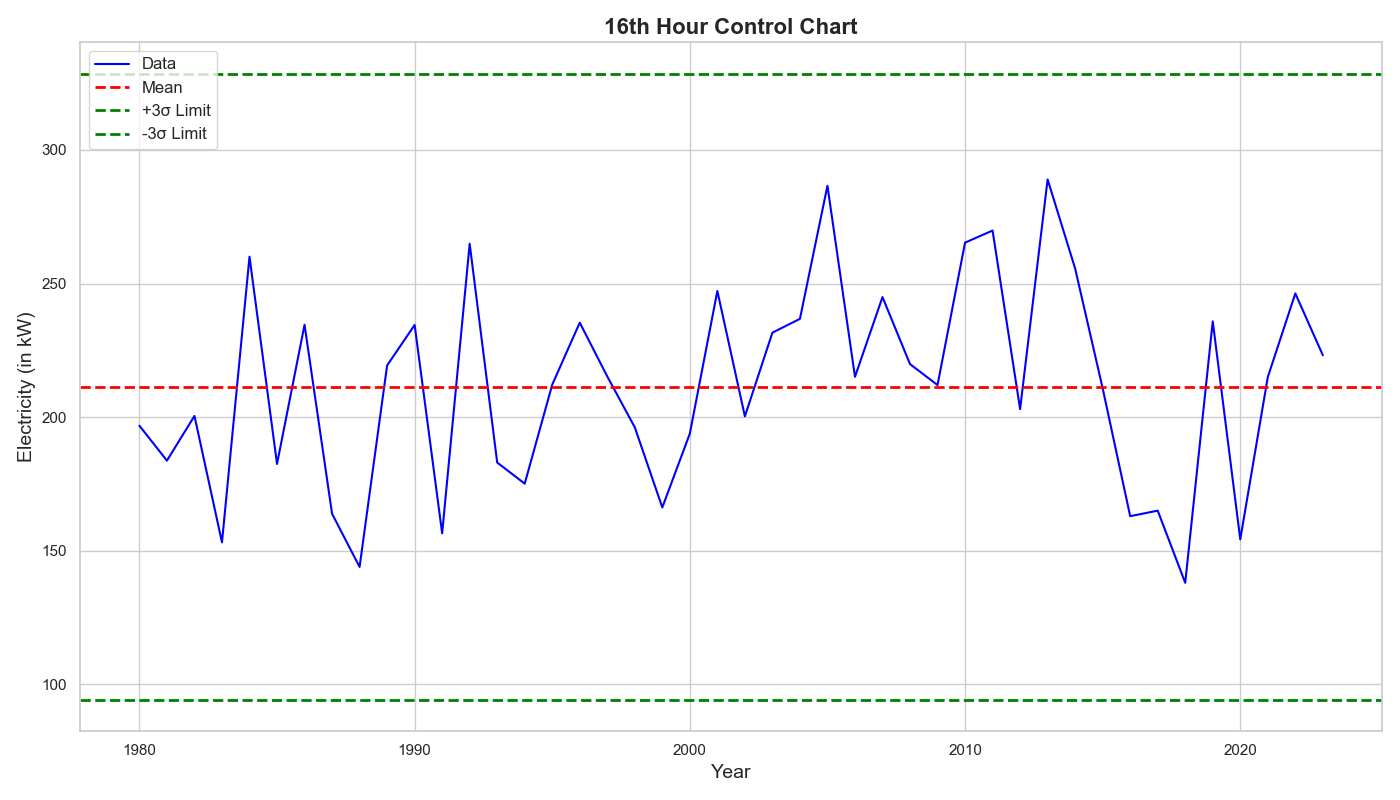 16th Hour Control Chart
Data
Mean
+3σ Limit
-3σ Limit
Electricity (in kW)
300
250
200
150
100
1980
1990
2000
2010
2020
Year